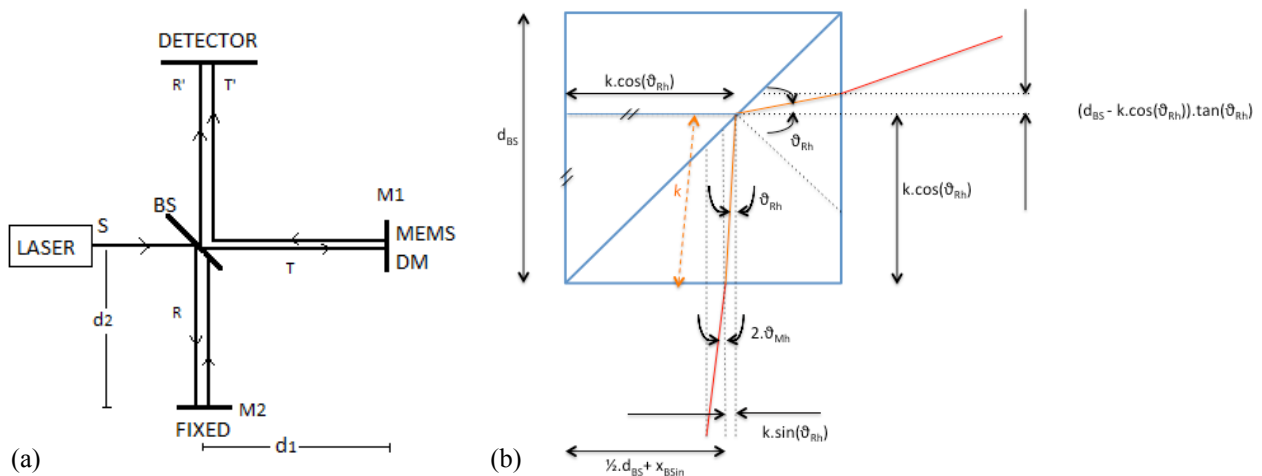 DETECTOR
R'
T'
M1
BS
S
LASER
MEMS
DM
T
R
d2
M2
FIXED
d1
(a)
k.cos(ϑRh)
dBS
k
ϑRh
(dBS - k.cos(ϑRh)).tan(ϑRh)
k.cos(ϑRh)
ϑRh
2.ϑMh
k.sin(ϑRh)
½.dBS + xBSin
(b)